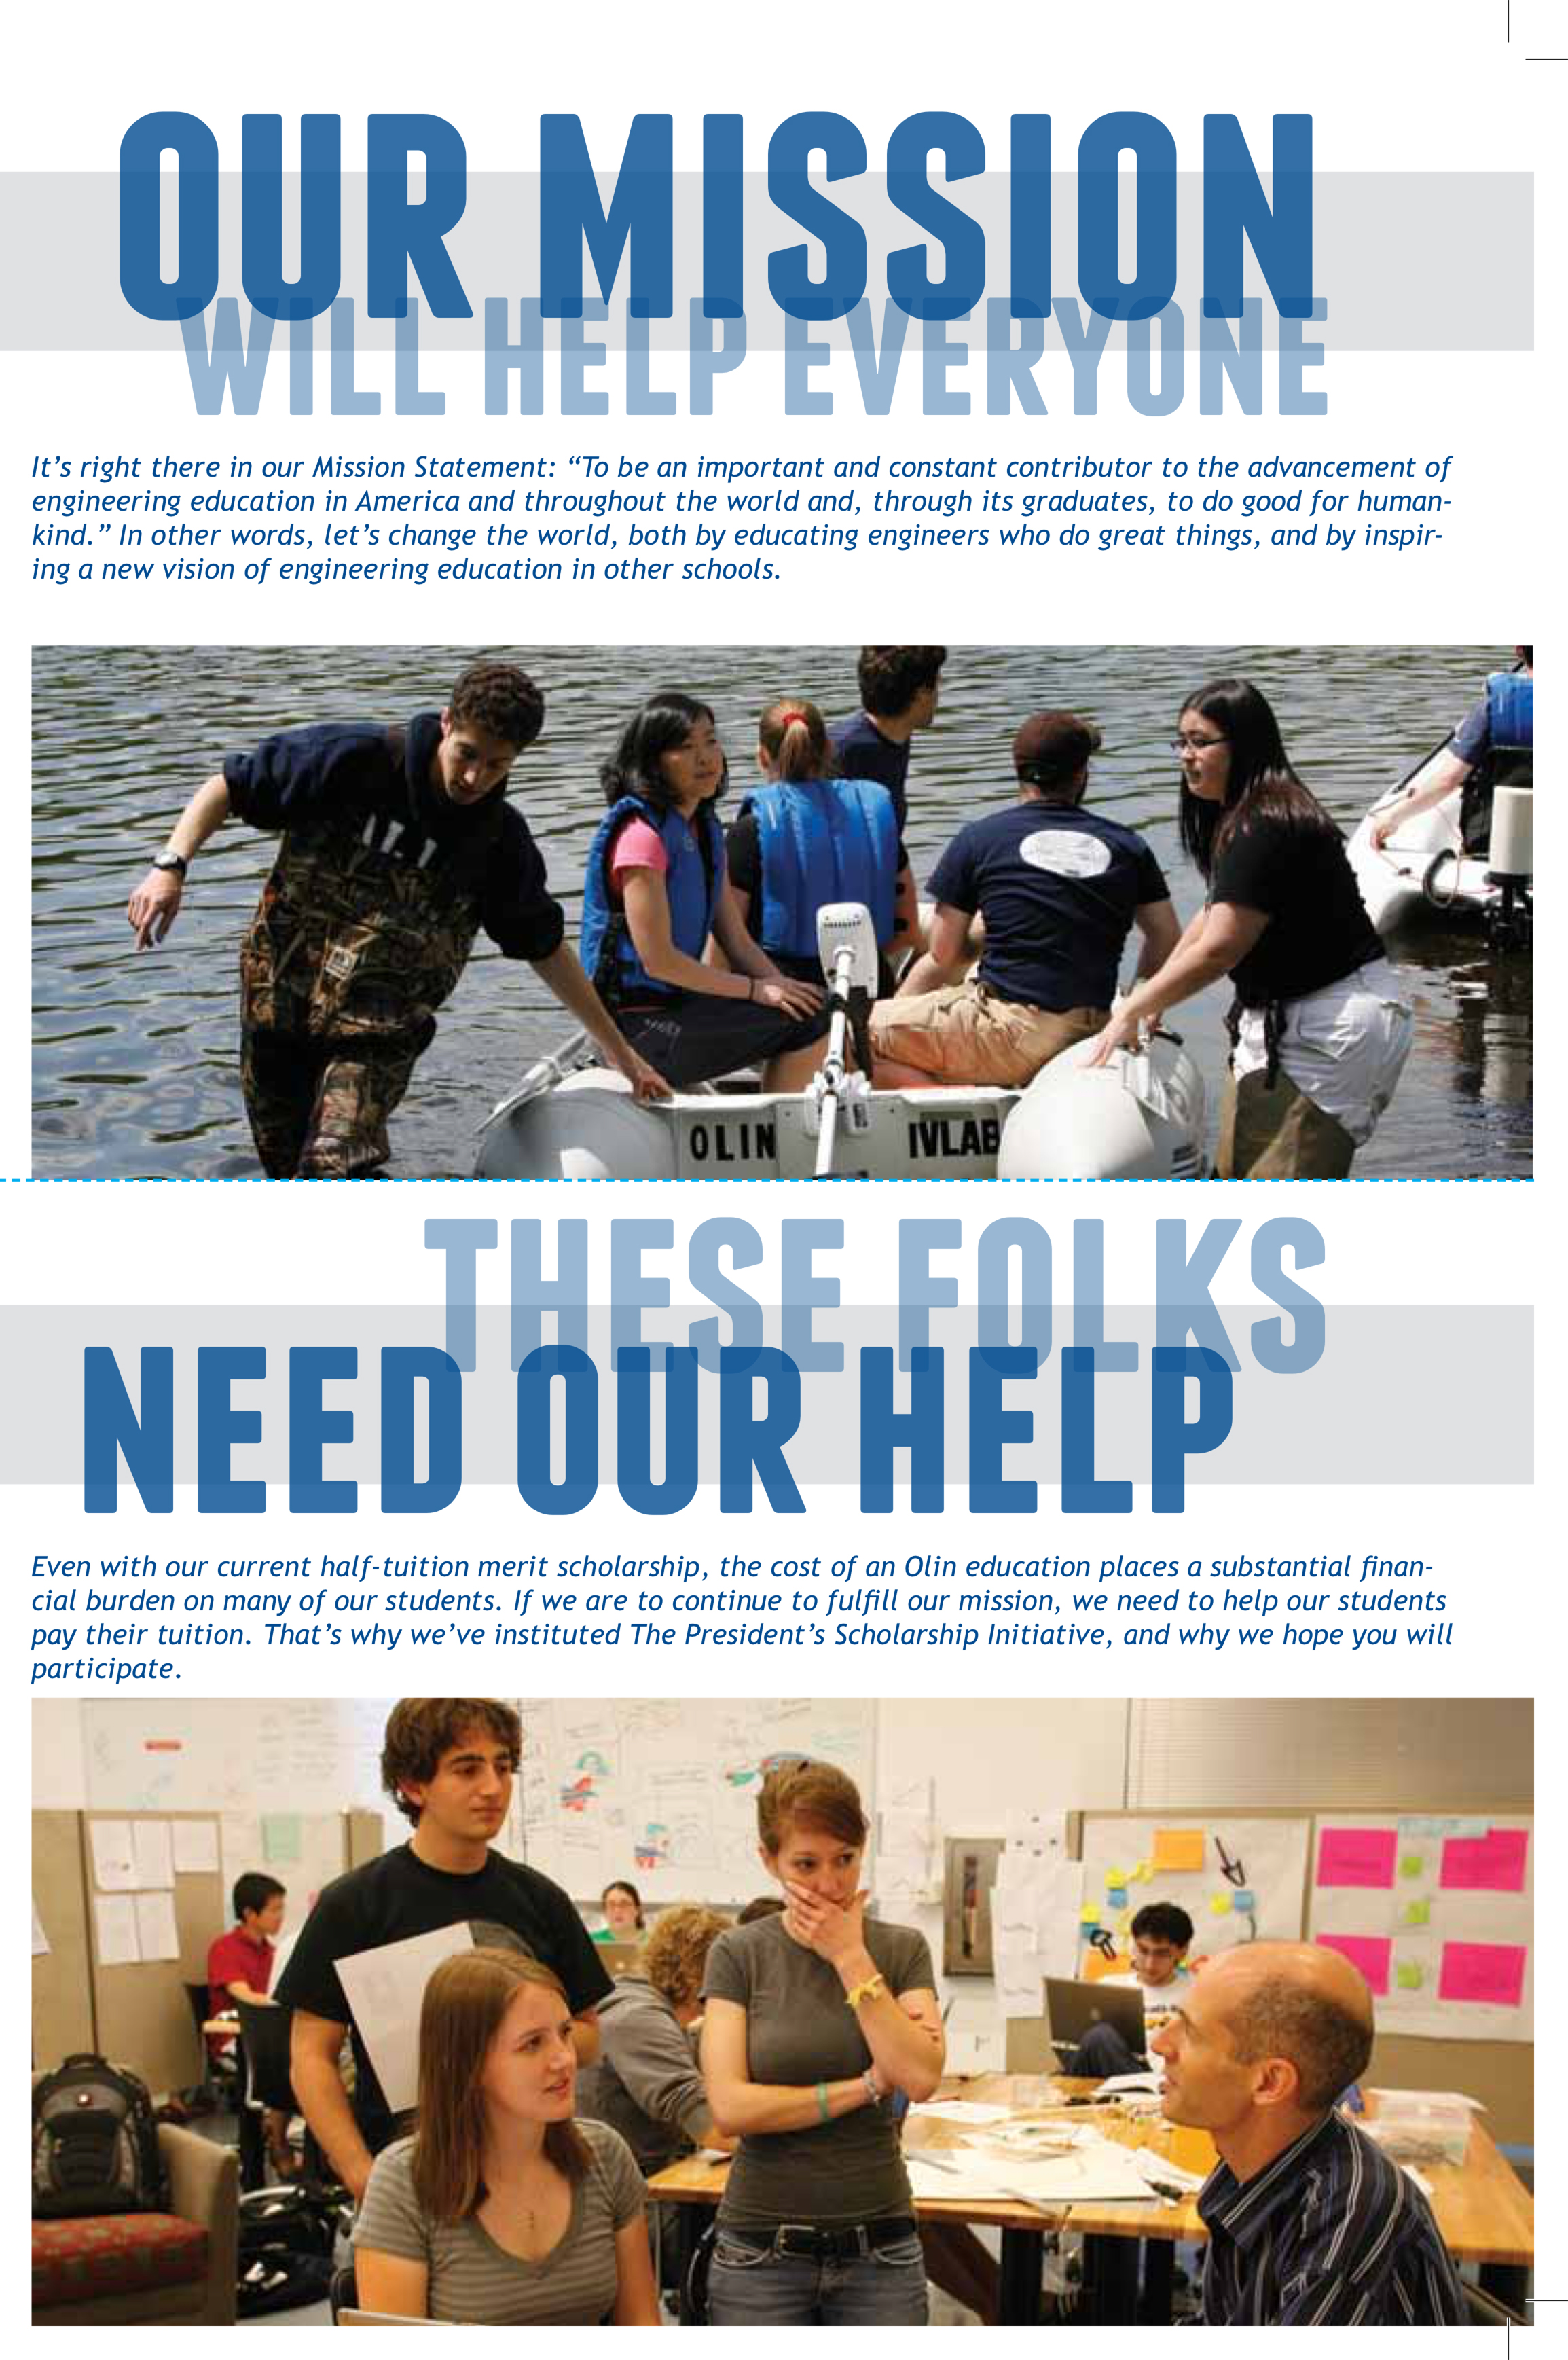 OUR MISSION
WILL HELP EVERYONE
It’s right there in our Mission Statement: “To be an important and constant contributor to the advancement of
engineering education in America and throughout the world and, through its graduates, to do good for human-
kind.” In other words, let’s change the world, both by educating engineers who do great things, and by inspir-
ing a new vision of engineering education in other schools.
OLIN IVLAB
THESE FOLKS
NEED OUR HELP
Even with our current half-tuition merit scholarship, the cost of an Olin education places a substantial finan-
cial burden on many of our students. If we are to continue to fulfill our mission, we need to help our students
pay their tuition. That’s why we’ve instituted The President’s Scholarship Initiative, and why we hope you will
participate.